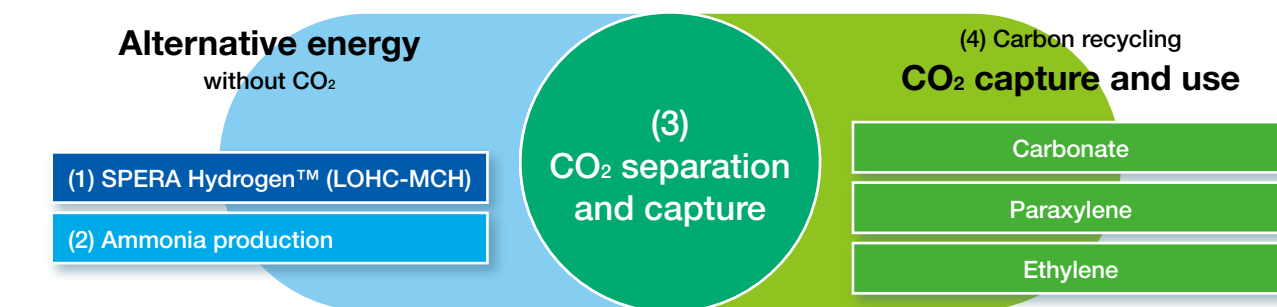 Alternative energy
without CO₂
(1) SPERA Hydrogen™ (LOHC-MCH)
(2) Ammonia production
(3)
CO₂ separation
and capture
(4) Carbon recycling
CO₂ capture and use
Carbonate
Paraxylene
Ethylene